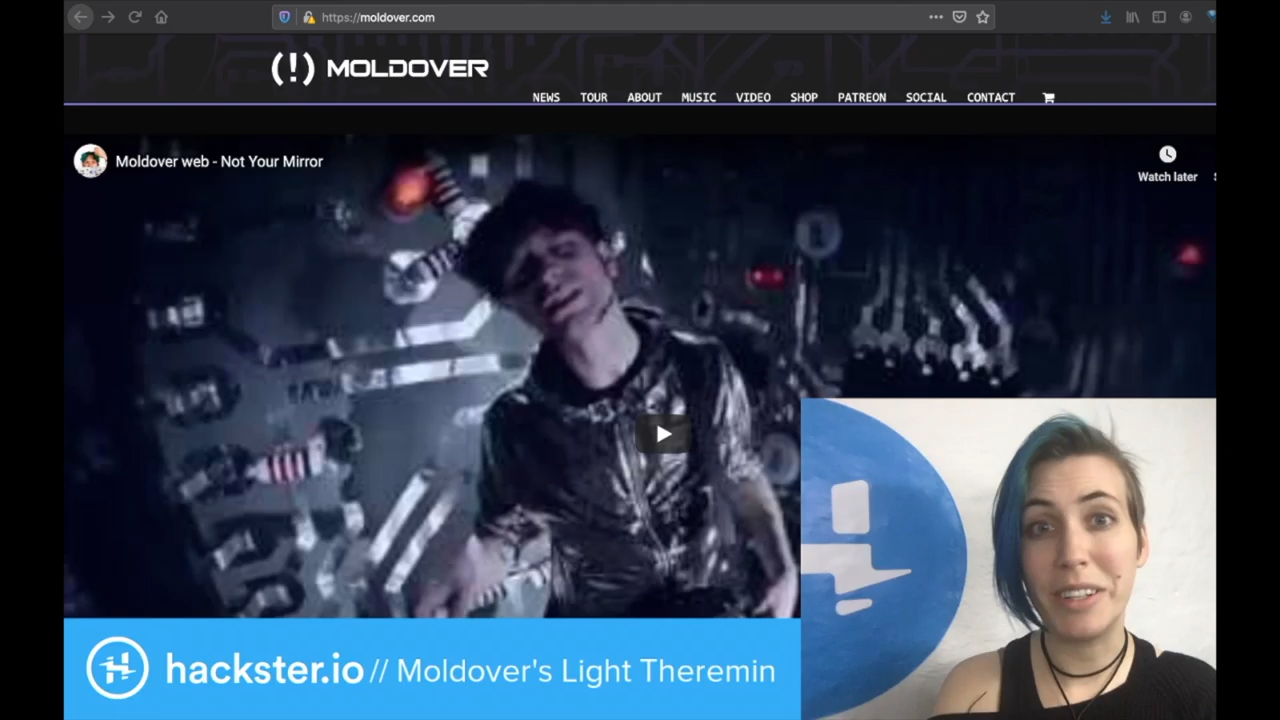 https://moldover.com
(!) MOLDOVER
NEWS TOUR ABOUT MUSIC VIDEO SHOP PATREON SOCIAL CONTACT
Moldover web - Not Your Mirror
Watch later
hackster.io // Moldover's Light Theremin